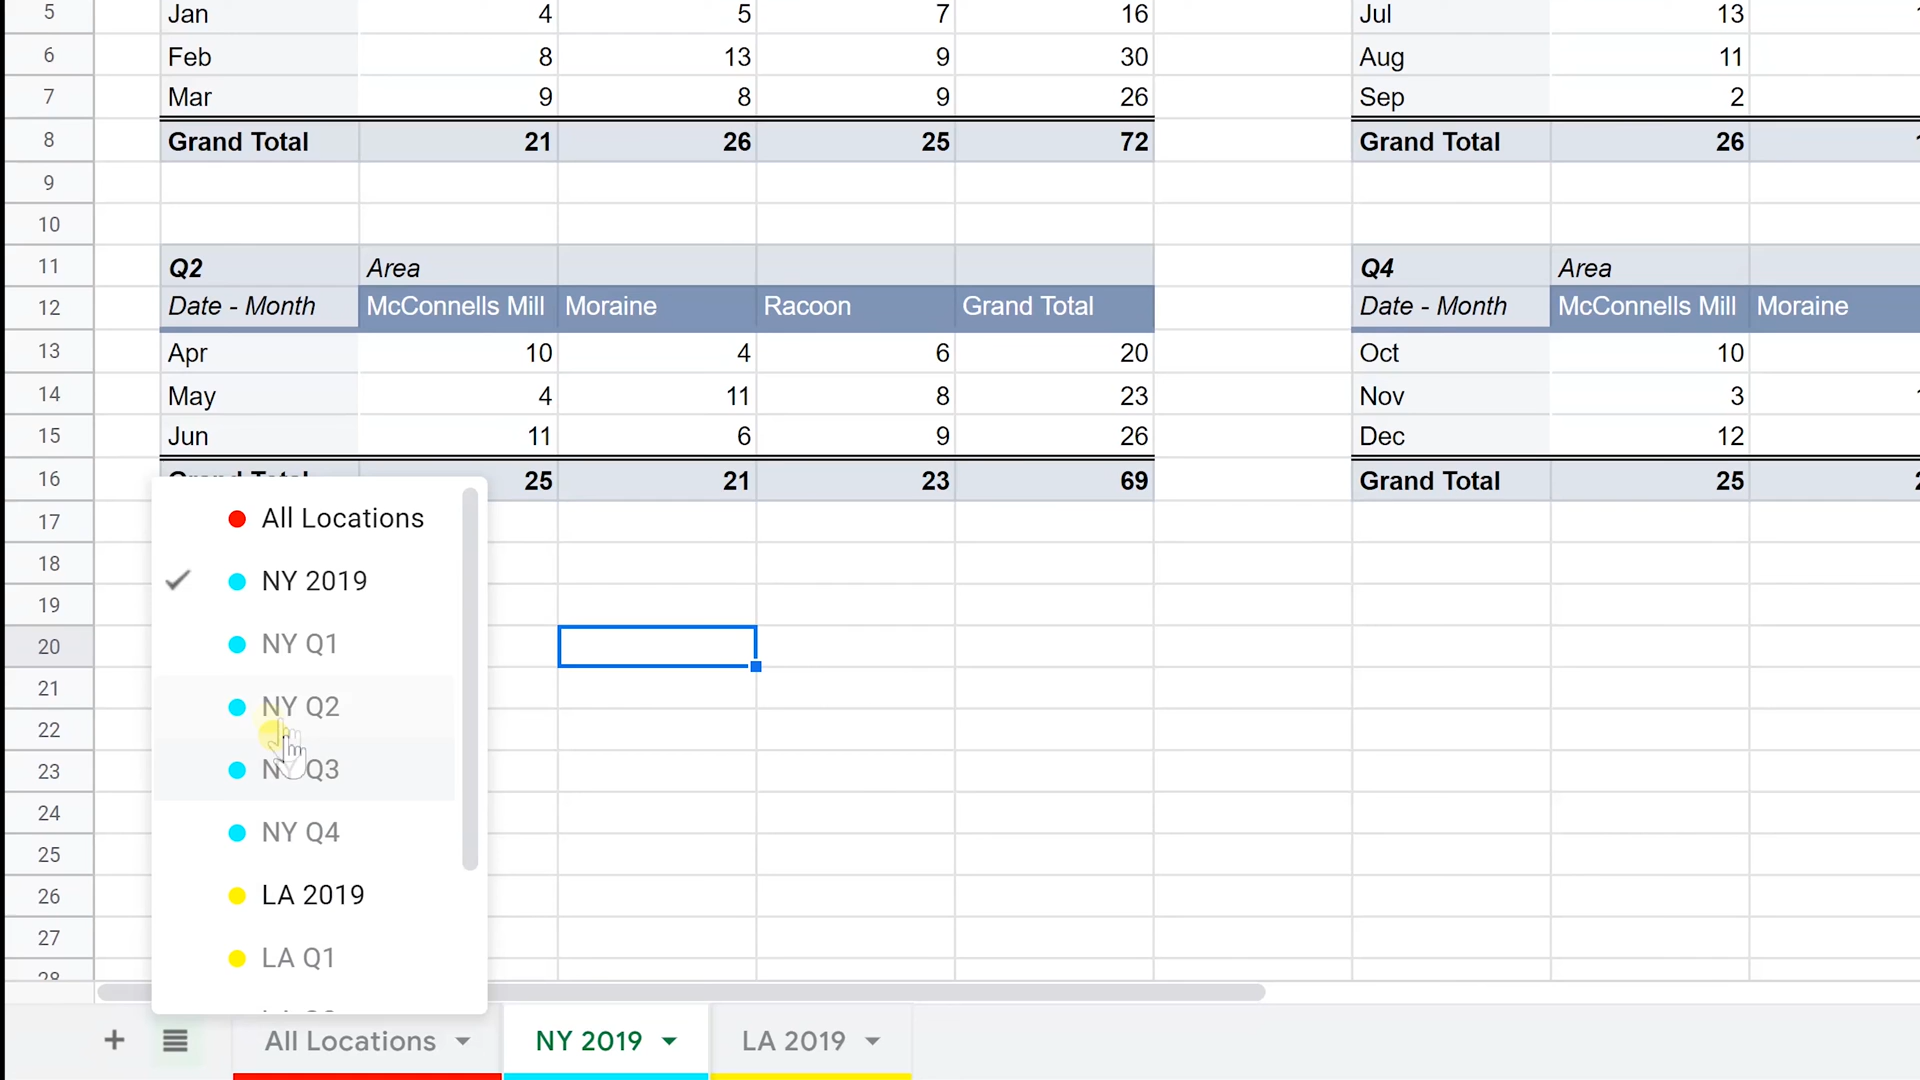 5 Jan 4 5 7 16 Jul 13
6 Feb 8 13 9 30 Aug 11
7 Mar 9 8 9 26 Sep 2
8 Grand Total 21 26 25 72 Grand Total 26
9
10
11 Q2 Area Q4 Area
12 Date - Month McConnells Mill Moraine Racoon Grand Total Date - Month McConnells Mill Moraine
13 Apr 10 4 6 20 Oct 10
14 May 4 11 8 23 Nov 3
15 Jun 11 6 9 26 Dec 12
16 Grand Total 25 21 23 69 Grand Total 25
17
18
19
20
21
22
23
24
25
26
27
28
All Locations
NY 2019
NY Q1
NY Q2
NY Q3
NY Q4
LA 2019
LA Q1
All Locations NY 2019 LA 2019